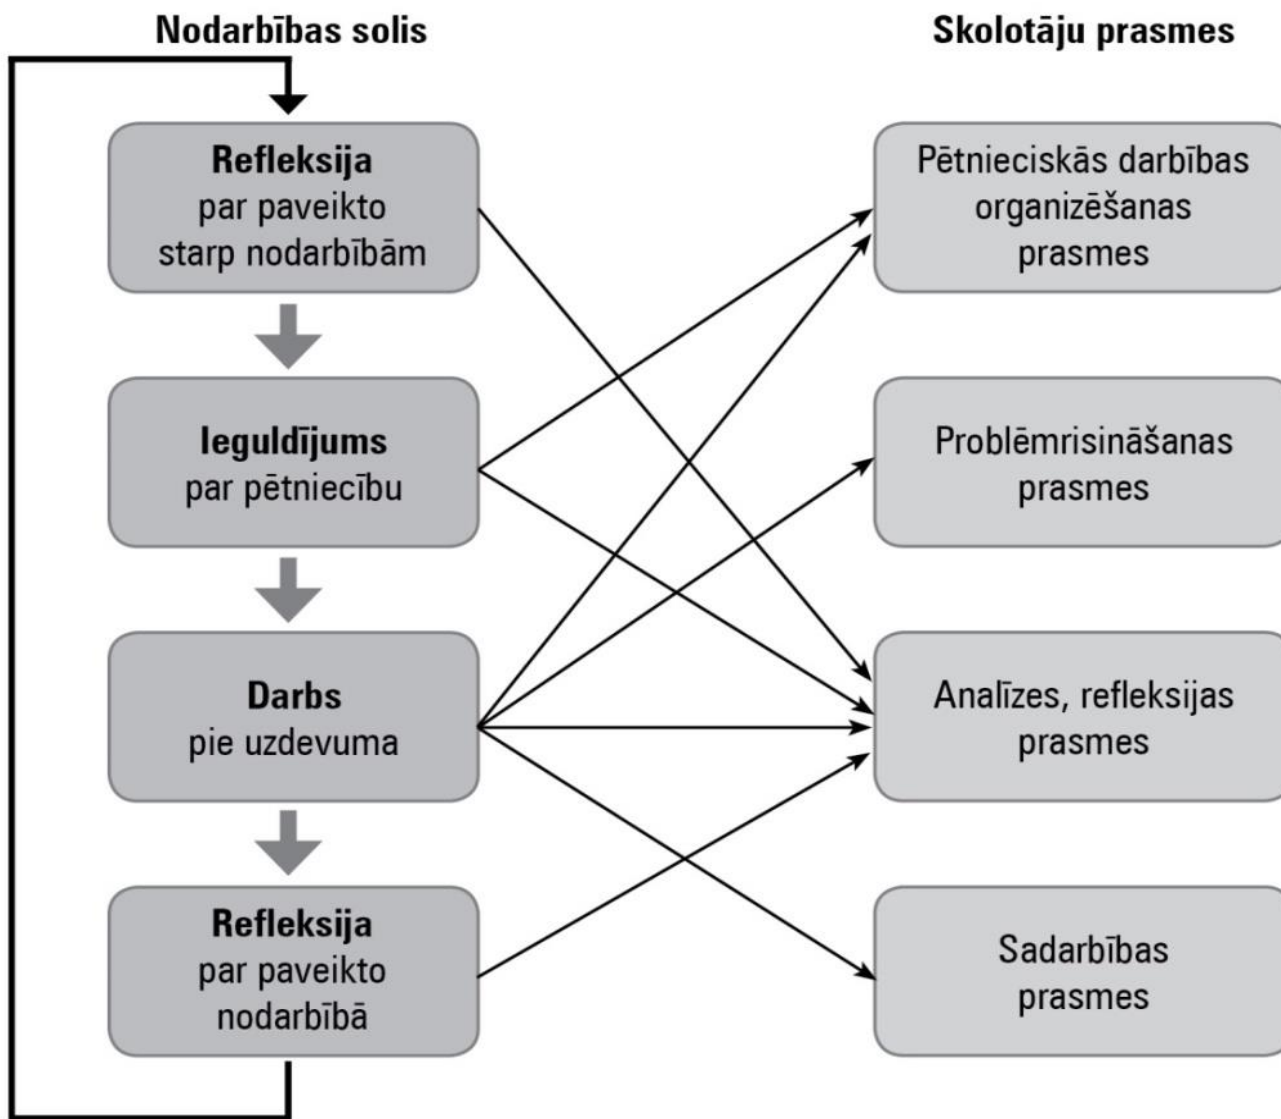 Nodarbības solis
Refleksija
par paveikto
starp nodarbībām
Ieguldījums
par pētniecību
Darbs
pie uzdevuma
Refleksija
par paveikto
nodarbībā
Skolotāju prasmes
Pētnieciskās darbības
organizēšanas
prasmes
Problēmrisināšanas
prasmes
Analīzes, refleksijas
prasmes
Sadarbības
prasmes